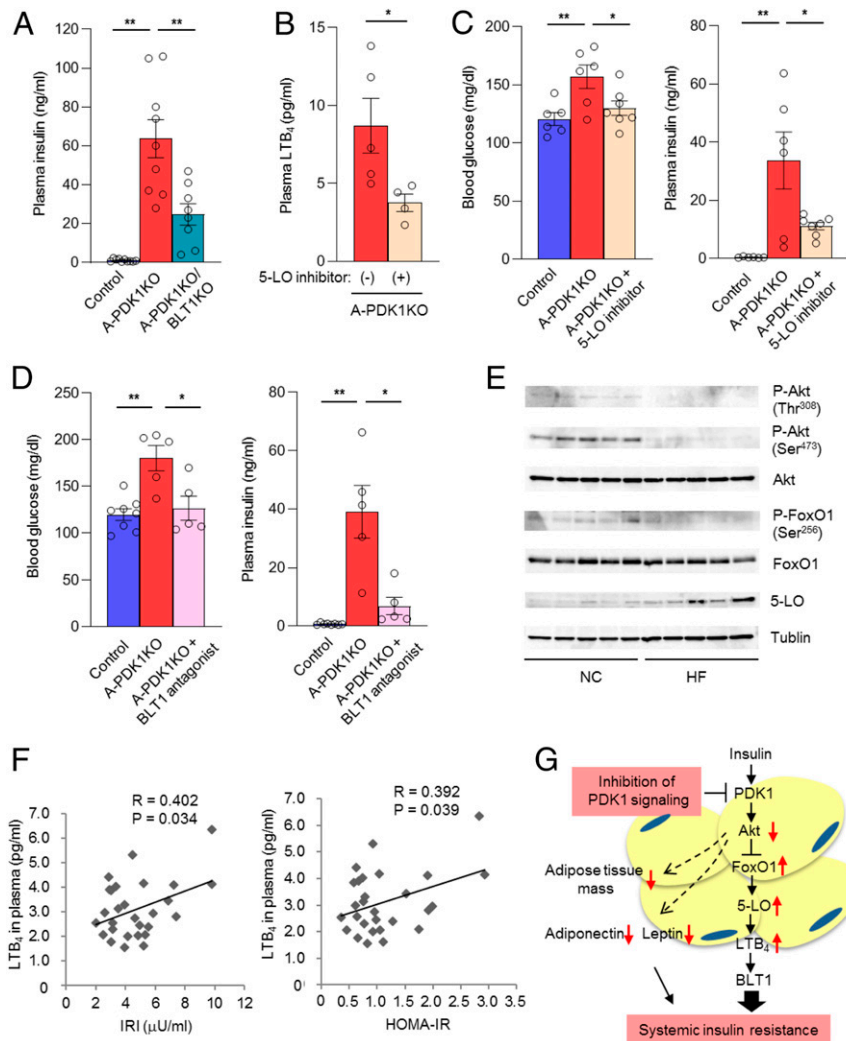 A
Plasma insulin (ng/ml)
120
100
80
60
40
20
0
**
**
Control
A-PDK1KO
A-PDK1KO/
BLT1KO
B
Plasma LTB4 (pg/ml)
15
10
5
0
*
5-LO inhibitor: (-) (+)
A-PDK1KO
C
Blood glucose (mg/dl)
200
150
100
50
0
**
*
Control
A-PDK1KO
A-PDK1KO+
5-LO inhibitor
Plasma insulin (ng/ml)
80
60
40
20
0
**
*
Control
A-PDK1KO
A-PDK1KO+
5-LO inhibitor
D
Blood glucose (mg/dl)
250
200
150
100
50
0
**
*
Control
A-PDK1KO
A-PDK1KO+
BLT1 antagonist
Plasma insulin (ng/ml)
80
60
40
20
0
**
*
Control
A-PDK1KO
A-PDK1KO+
BLT1 antagonist
E
P-Akt
(Thr308)
P-Akt
(Ser473)
Akt
P-FoxO1
(Ser256)
FoxO1
5-LO
Tublin
NC HF
F
R = 0.402
P = 0.034
LTB4 in plasma (pg/ml)
7.0
6.0
5.0
4.0
3.0
2.0
1.0
0
0 2 4 6 8 10 12
IRI (μU/ml)
R = 0.392
P = 0.039
LTB4 in plasma (pg/ml)
7.0
6.0
5.0
4.0
3.0
2.0
1.0
0
0 0.5 1.0 1.5 2.0 2.5 3.0 3.5
HOMA-IR
G
Insulin
Inhibition of
PDK1 signaling
PDK1
Akt
FoxO1
Adipose tissue
mass
5-LO
Adiponectin Leptin
LTB4
BLT1
Systemic insulin resistance